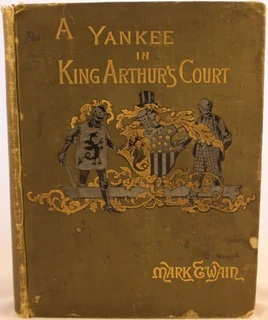 A YANKEE
IN
KING ARTHUR'S COURT
MARK TWAIN